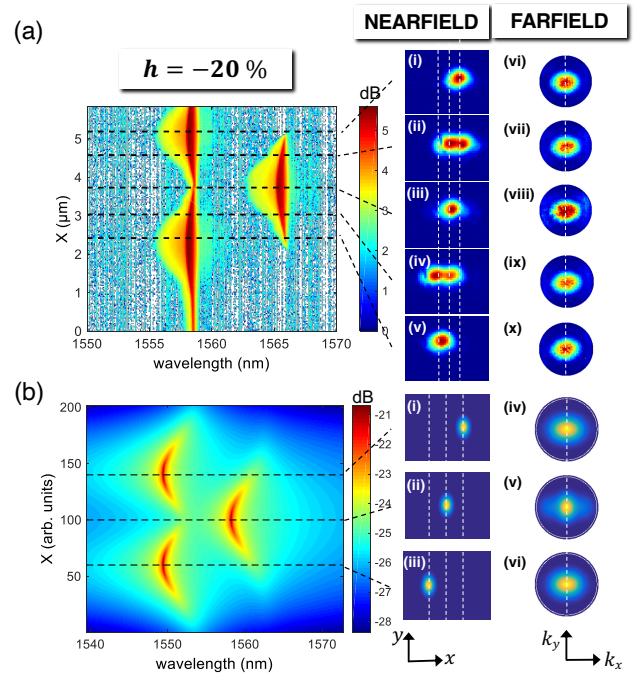 NEARFIELD FARFIELD
(a)
h = −20 %
dB
X (μm)
5
4
3
2
1
0
1550 1555 1560 1565 1570
wavelength (nm)
5
4
3
2
1
0
(i) (vi)
(ii) (vii)
(iii) (viii)
(iv) (ix)
(v) (x)
(b)
dB
X (arb. units)
200
150
100
50
1540 1550 1560 1570
wavelength (nm)
-21
-22
-23
-24
-25
-26
-27
-28
(i) (iv)
(ii) (v)
(iii) (vi)
y x
k_y k_x